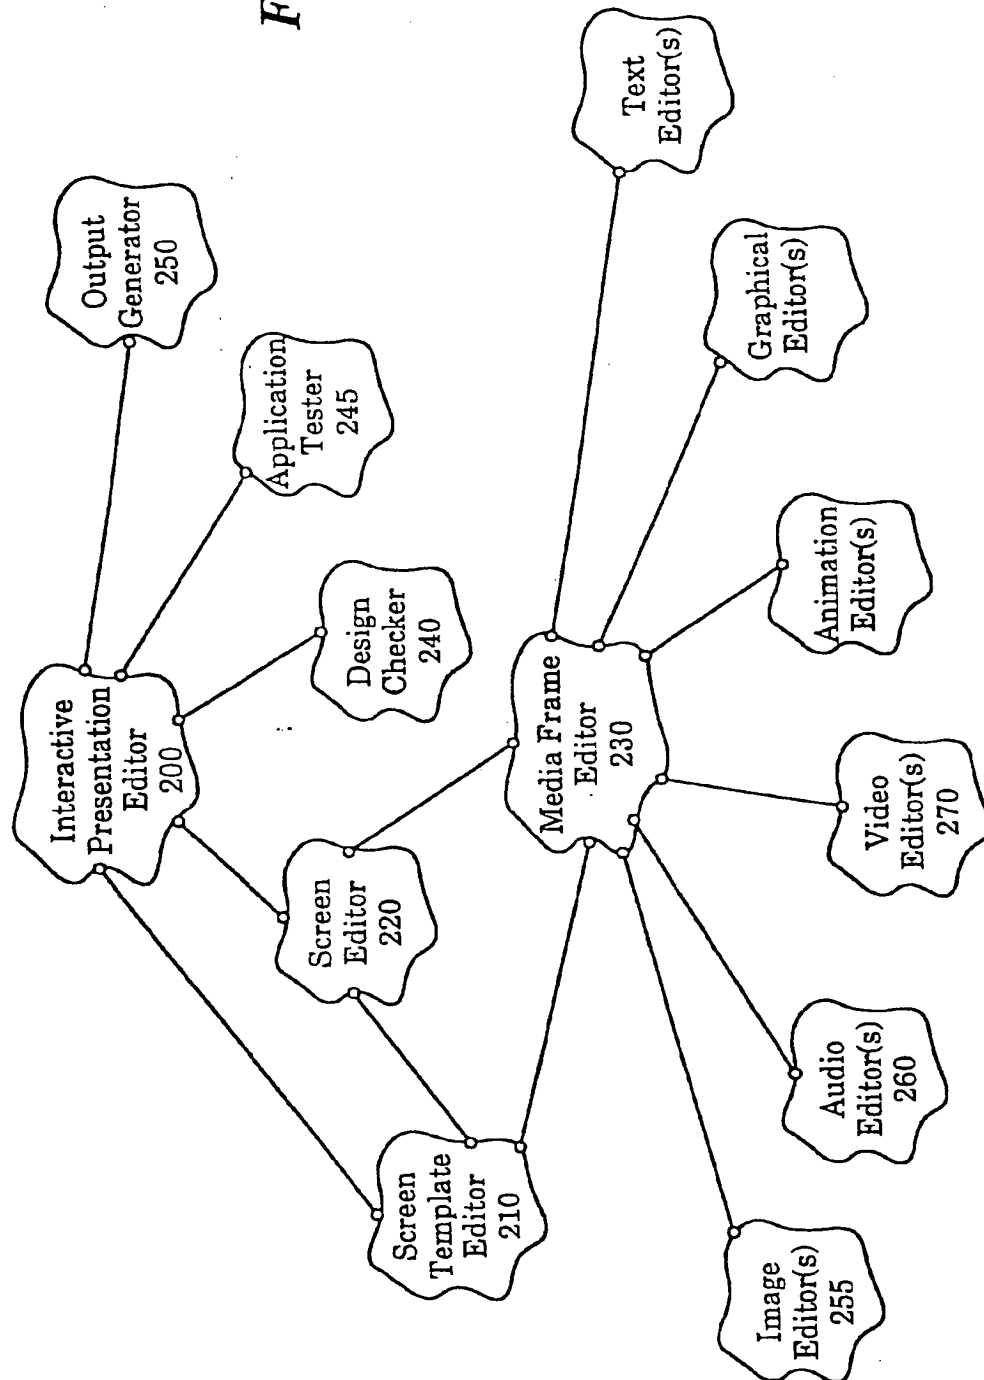 F
Interactive
Presentation
Editor
200
Output
Generator
250
Application
Tester
245
Design
Checker
240
Screen
Editor
220
Screen
Template
Editor
210
Media Frame
Editor
230
Image
Editor(s)
255
Audio
Editor(s)
260
Video
Editor(s)
270
Animation
Editor(s)
Graphical
Editor(s)
Text
Editor(s)